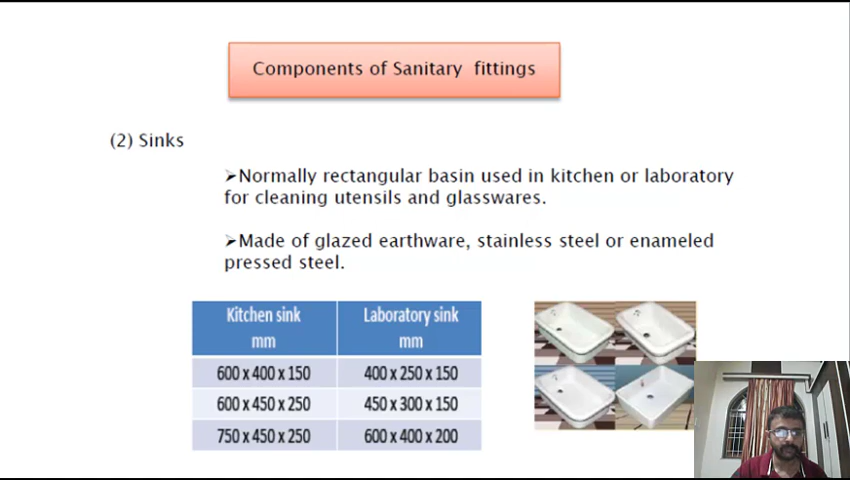 Components of Sanitary fittings
(2) Sinks
➢Normally rectangular basin used in kitchen or laboratory
for cleaning utensils and glasswares.
➢Made of glazed earthware, stainless steel or enameled
pressed steel.
Kitchen sink Laboratory sink
mm mm
600 x 400 x 150 400 x 250 x 150
600 x 450 x 250 450 x 300 x 150
750 x 450 x 250 600 x 400 x 200